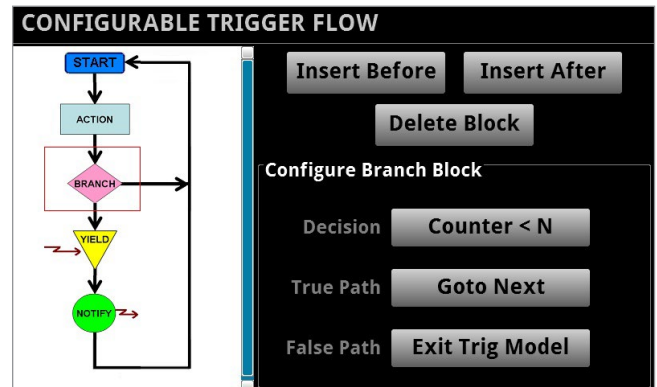 CONFIGURABLE TRIGGER FLOW
START
ACTION
BRANCH
YIELD
NOTIFY
Insert Before
Insert After
Delete Block
Configure Branch Block
Decision Counter < N
True Path Goto Next
False Path Exit Trig Model